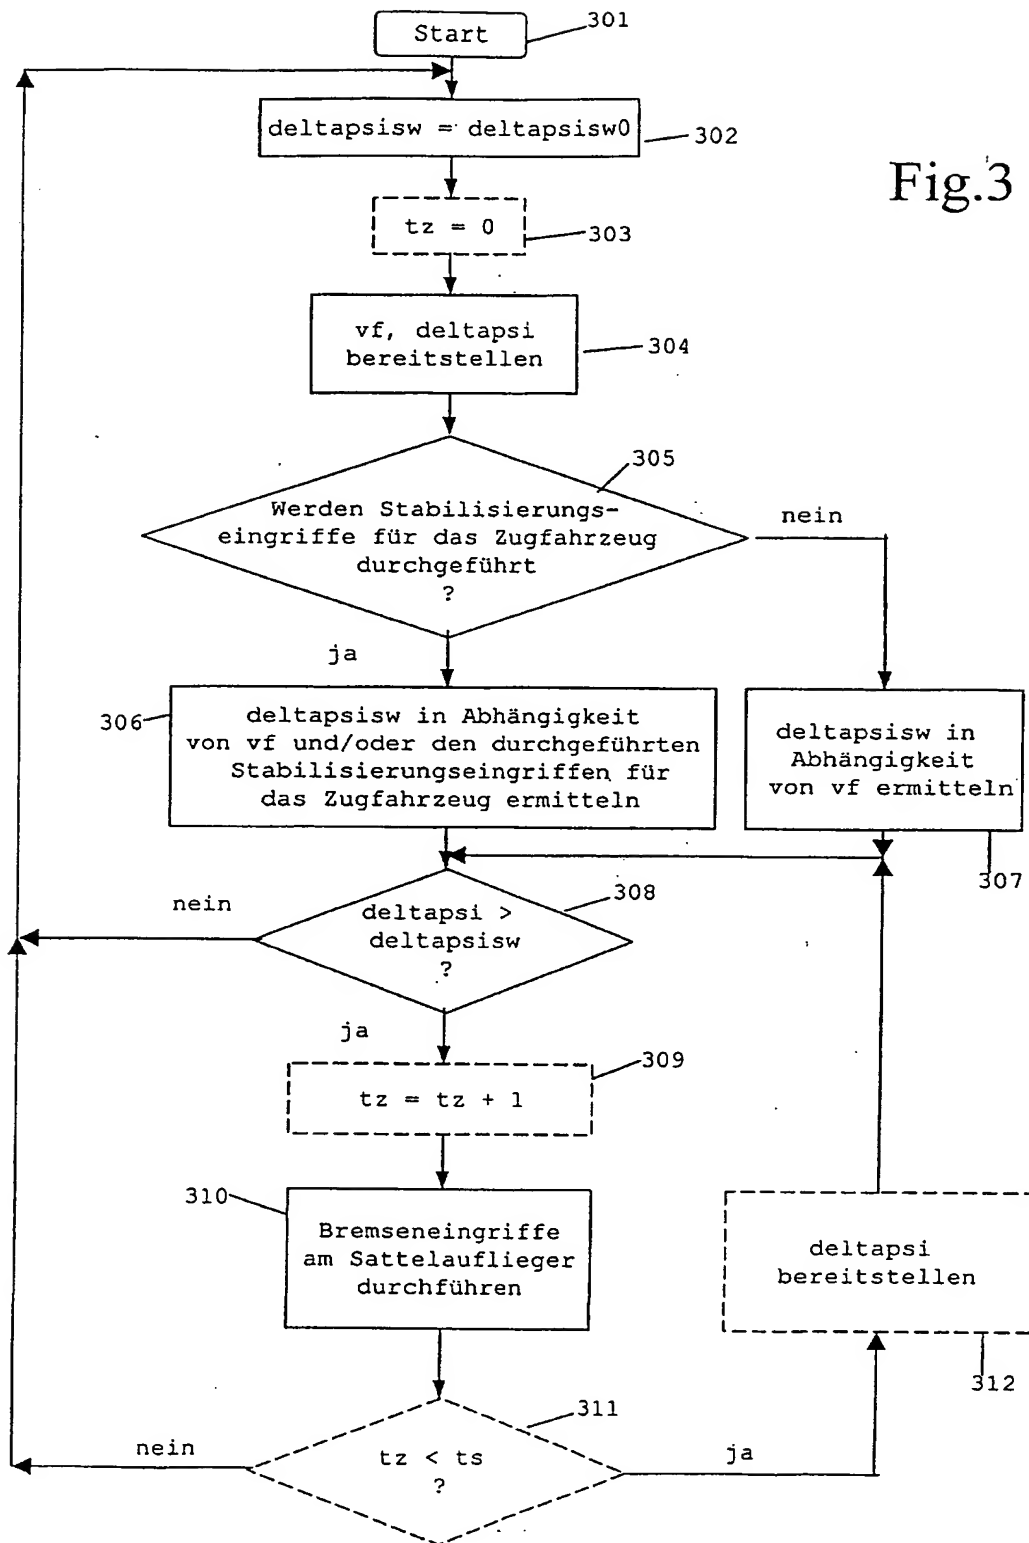 Start
301
deltapsisw = deltapsisw0
302
Fig.3
tz = 0
303
vf, deltapsi
bereitstellen
304
305
Werden Stabilisierungs-
eingriffe für das Zugfahrzeug
durchgeführt
?
nein
ja
306
deltapsisw in Abhängigkeit
von vf und/oder den durchgeführten
Stabilisierungseingriffen für
das Zugfahrzeug ermitteln
deltapsisw in
Abhängigkeit
von vf ermitteln
307
nein
308
deltapsi >
deltapsisw
?
ja
309
tz = tz + 1
310
Bremseneingriffe
am Sattelauflieger
durchführen
deltapsi
bereitstellen
312
311
nein
tz < ts
?
ja